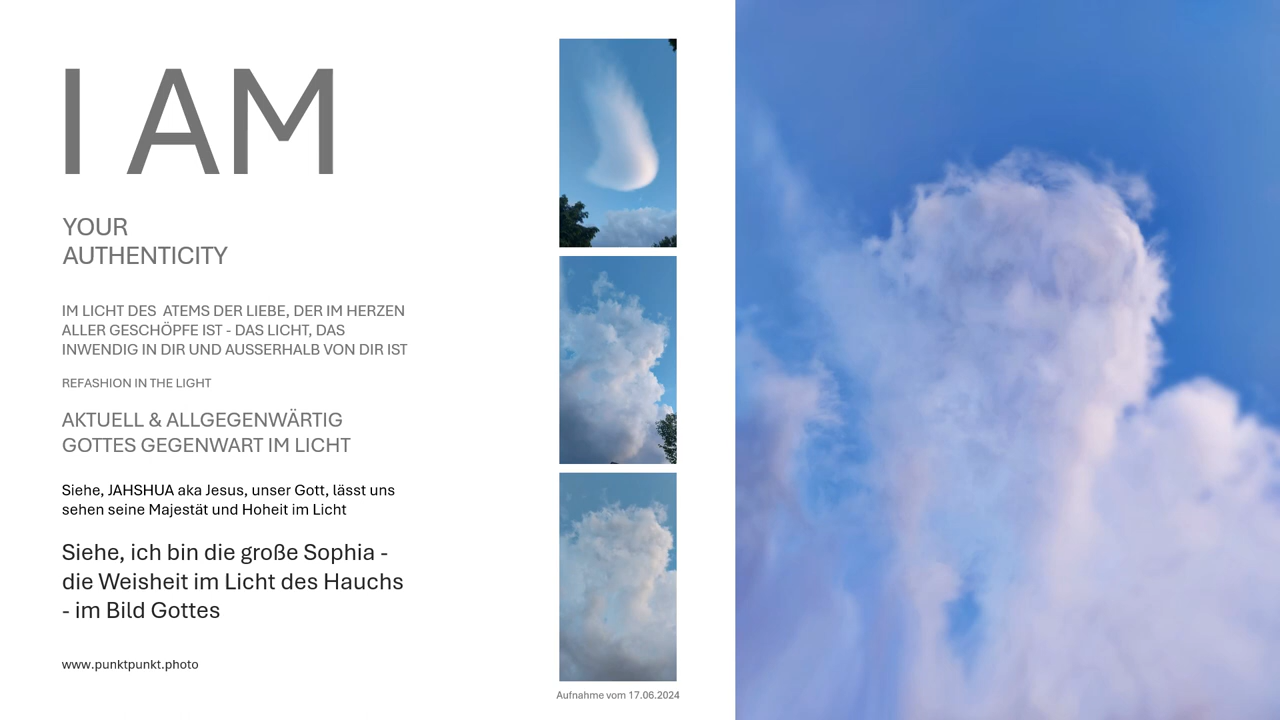 I AM
YOUR
AUTHENTICITY
IM LICHT DES  ATEMS DER LIEBE, DER IM HERZEN
ALLER GESCHÖPFE IST - DAS LICHT, DAS
INWENDIG IN DIR UND AUSSERHALB VON DIR IST
REFASHION IN THE LIGHT
AKTUELL & ALLGEGENWÄRTIG
GOTTES GEGENWART IM LICHT
Siehe, JAHSHUA aka Jesus, unser Gott, lässt uns
sehen seine Majestät und Hoheit im Licht
Siehe, ich bin die große Sophia -
die Weisheit im Licht des Hauchs
- im Bild Gottes
www.punktpunkt.photo
Aufnahme vom 17.06.2024